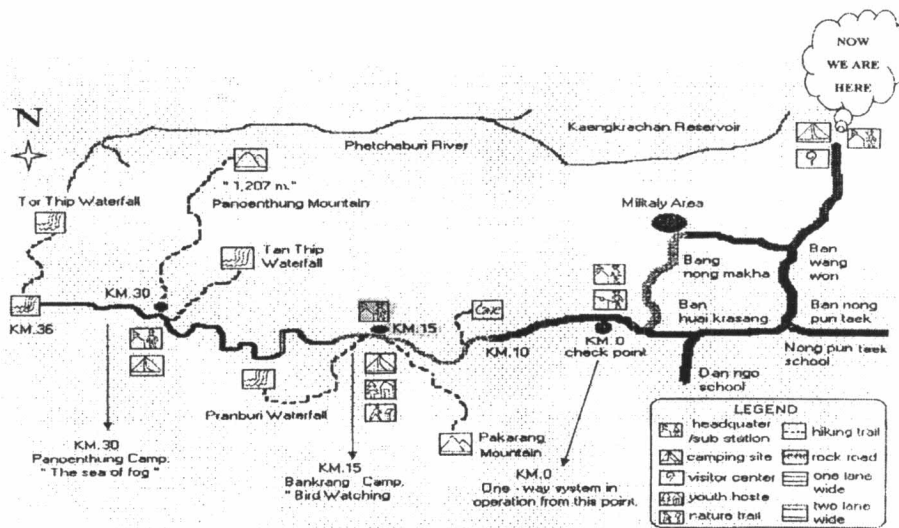 NOW
WE ARE
HERE
N
Kaengkrachan Reservoir
Phetchaburi River
" 1,207 m."
Panoenthung Mountain
Tor Thip Waterfall
Tan Thip
Waterfall
Military Area
Bang
nong makha
Ban
wang
won
KM.30
KM.36
KM.15
Cave
KM.10
KM.0
check point
Ban
huai krasang
Ban nong
pun taek
Nong pun taek
school
Dan ngo
school
Pranburi Waterfall
Pakarang
Mountain
KM.30
Panoenthung Camp.
" The sea of fog"
KM.15
Bankrang Camp.
" Bird Watching
KM.0
One - way system in
operation from this point.
LEGEND
headquater
/sub station
camping site
visitor center
youth hoste
nature trail
hiking trail
rock road
one lane
wide
two lane
wide